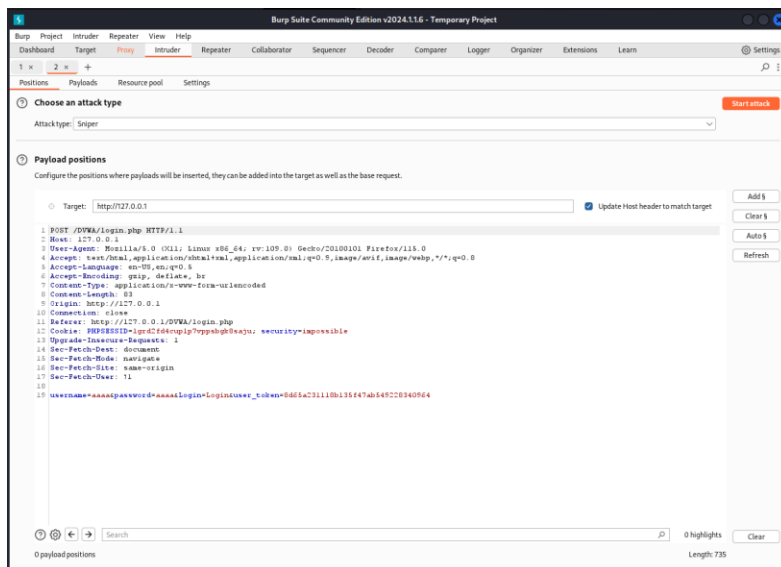 Burp Suite Community Edition v2024.1.1.6 - Temporary Project
Burp Project Intruder Repeater View Help
Dashboard Target Proxy Intruder Repeater Collaborator Sequencer Decoder Comparer Logger Organizer Extensions Learn Settings
1 × 2 × +
Positions Payloads Resource pool Settings
Choose an attack type
Start attack
Attack type: Sniper
Payload positions
Configure the positions where payloads will be inserted, they can be added into the target as well as the base request.
Add §
Target: http://127.0.0.1 Update Host header to match target
Clear §
Auto §
Refresh
1 POST /DVWA/login.php HTTP/1.1
2 Host: 127.0.0.1
3 User-Agent: Mozilla/5.0 (X11; Linux x86_64; rv:109.0) Gecko/20100101 Firefox/115.0
4 Accept: text/html,application/xhtml+xml,application/xml;q=0.9,image/avif,image/webp,*/*;q=0.8
5 Accept-Language: en-US,en;q=0.5
6 Accept-Encoding: gzip, deflate, br
7 Content-Type: application/x-www-form-urlencoded
8 Content-Length: 83
9 Origin: http://127.0.0.1
10 Connection: close
11 Referer: http://127.0.0.1/DVWA/login.php
12 Cookie: PHPSESSID= security=impossible
13 Upgrade-Insecure-Requests: 1
14 Sec-Fetch-Dest: document
15 Sec-Fetch-Mode: navigate
16 Sec-Fetch-Site: same-origin
17 Sec-Fetch-User: ?1
18
19 username=aaaa&password=aaaa&Login=Login&user_token=
Search
0 highlights
Clear
0 payload positions
Length: 735